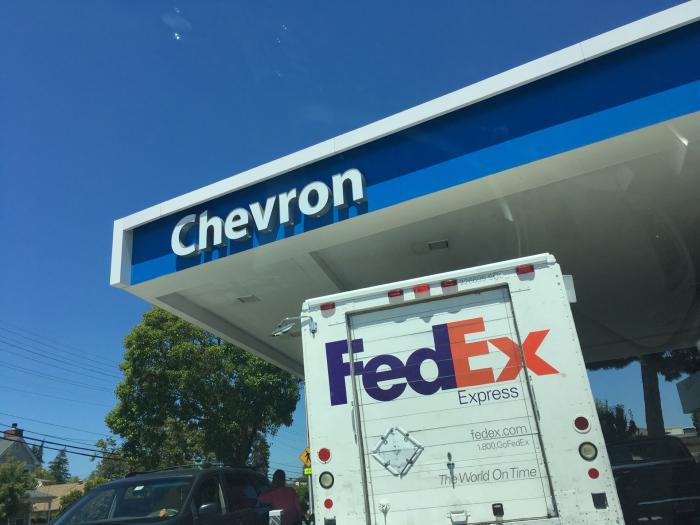 Chevron
FedEx
Express
fedex.com
1.800.GoFedEx
The World On Time